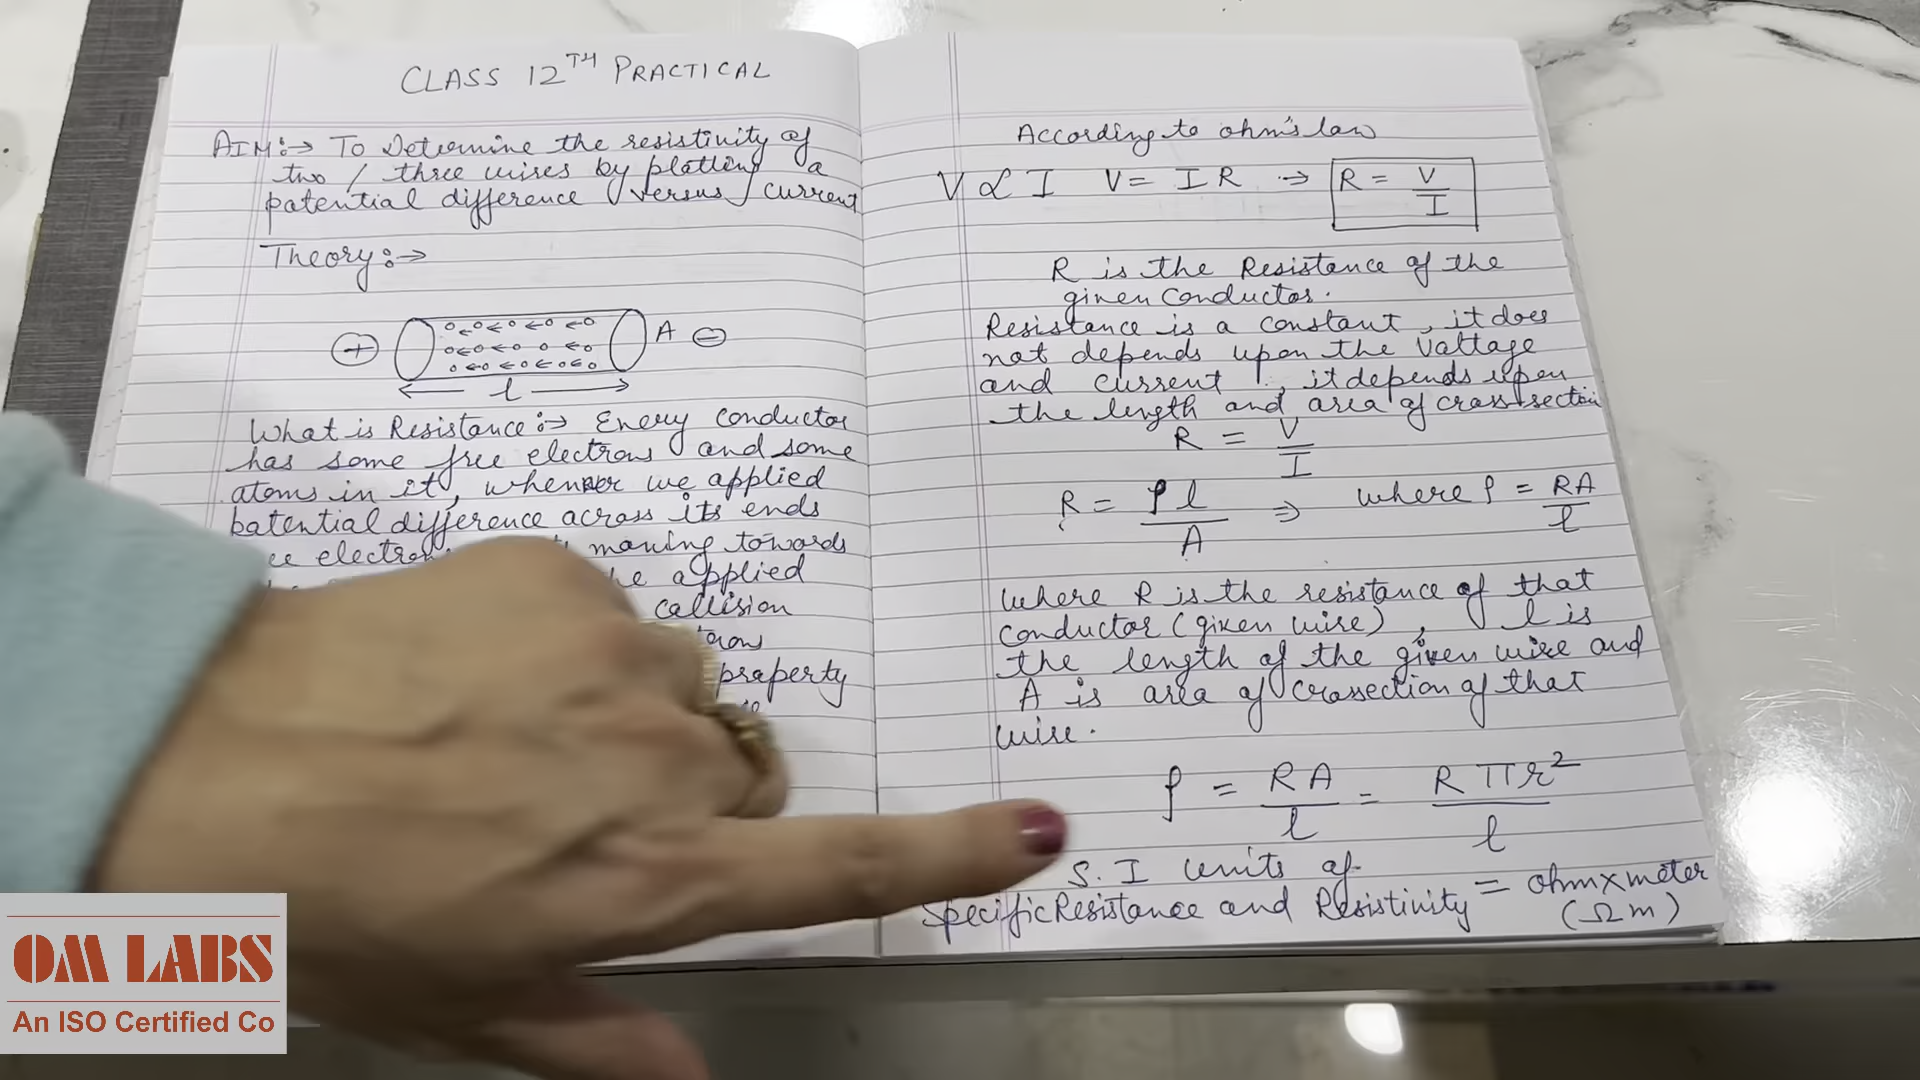 CLASS 12TH PRACTICAL
AIM:→ To Determine the resistivity of
two / three wires by plotting a
potential difference versus current
Theory:→
+ A −
l
What is Resistance:→ Every conductor
has some free electrons and some
atoms in it, whenever we applied
potential difference across its ends
moving towards
applied
collision
property
According to ohm's law
V ∝ I V = I R → R = V/I
R is the Resistance of the
given Conductor.
Resistance is a constant, it does
not depends upon the Voltage
and current, it depends upon
the length and area of cross section
R = V/I
R = ρl/A ⇒ where ρ = RA/l
where R is the resistance of that
conductor (given wire), l is
the length of the given wire and
A is area of crossection of that
wire.
ρ = RA/l = Rπr²/l
S. I units of
Specific Resistance and Resistinity = ohm×meter
(Ωm)
OM LABS
An ISO Certified Co